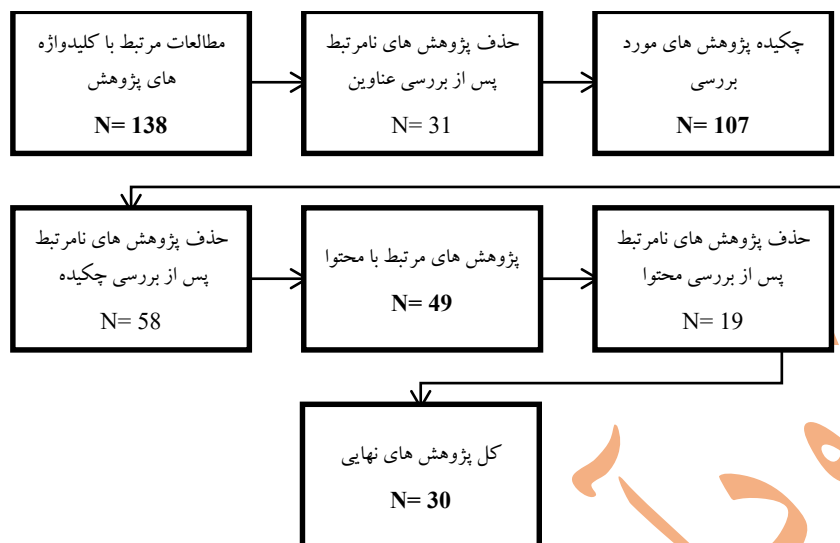 مطالعات مرتبط با کلیدواژه
های پژوهش
N= 138
حذف پژوهش های نامرتبط
پس از بررسی عناوین
N= 31
چکیده پژوهش های مورد
بررسی
N= 107
حذف پژوهش های نامرتبط
پس از بررسی چکیده
N= 58
پژوهش های مرتبط با محتوا
N= 49
حذف پژوهش های نامرتبط
پس از بررسی محتوا
N= 19
کل پژوهش های نهایی
N= 30